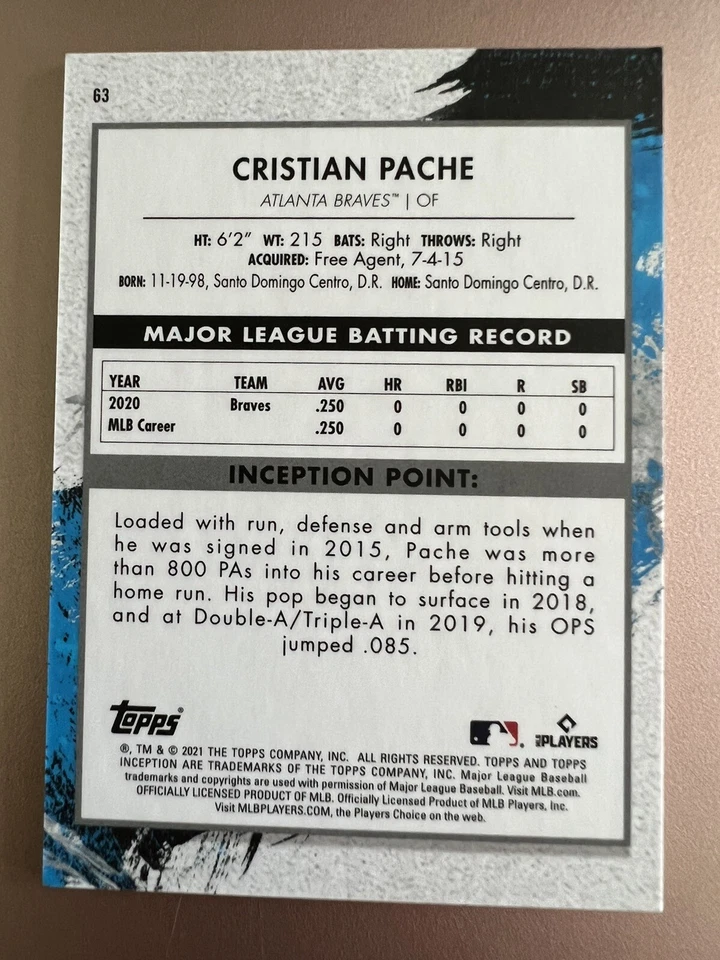 63
CRISTIAN PACHE
ATLANTA BRAVES™ | OF
HT: 6'2" WT: 215 BATS: Right THROWS: Right
ACQUIRED: Free Agent, 7-4-15
BORN: 11-19-98, Santo Domingo Centro, D.R. HOME: Santo Domingo Centro, D.R.
MAJOR LEAGUE BATTING RECORD
YEAR TEAM AVG HR RBI R SB
2020 Braves .250 0 0 0 0
MLB Career .250 0 0 0 0
INCEPTION POINT:
Loaded with run, defense and arm tools when
he was signed in 2015, Pache was more
than 800 PAs into his career before hitting a
home run. His pop began to surface in 2018,
and at Double-A/Triple-A in 2019, his OPS
jumped .085.
Topps®
MLB PLAYERS
®, TM & © 2021 THE TOPPS COMPANY, INC. ALL RIGHTS RESERVED. TOPPS AND TOPPS
INCEPTION ARE TRADEMARKS OF THE TOPPS COMPANY, INC. Major League Baseball
trademarks and copyrights are used with permission of Major League Baseball. Visit MLB.com.
OFFICIALLY LICENSED PRODUCT OF MLB. Officially Licensed Product of MLB Players, Inc.
Visit MLBPLAYERS.COM, the Players Choice on the web.